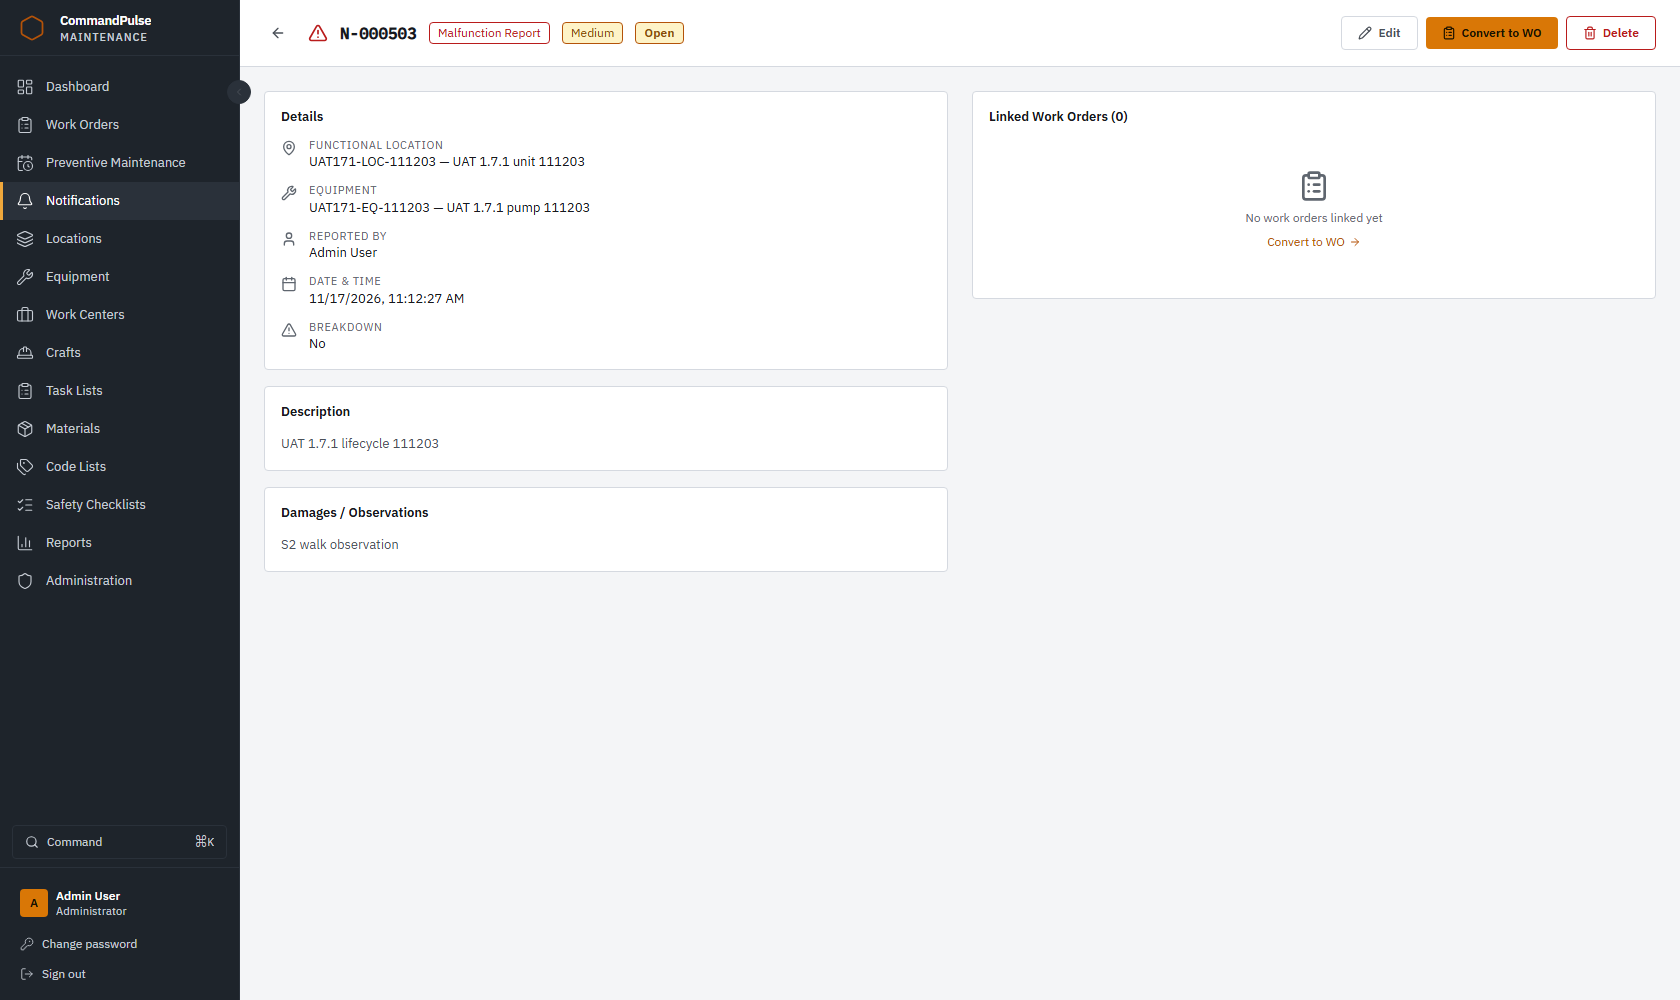 CommandPulse
MAINTENANCE
Dashboard
Work Orders
Preventive Maintenance
Notifications
Locations
Equipment
Work Centers
Crafts
Task Lists
Materials
Code Lists
Safety Checklists
Reports
Administration
Command ⌘K
A
Admin User
Administrator
Change password
Sign out
N-000503 Malfunction Report Medium Open
Edit Convert to WO Delete
Details
FUNCTIONAL LOCATION
UAT171-LOC-111203 — UAT 1.7.1 unit 111203
EQUIPMENT
UAT171-EQ-111203 — UAT 1.7.1 pump 111203
REPORTED BY
Admin User
DATE & TIME
11/17/2026, 11:12:27 AM
BREAKDOWN
No
Description
UAT 1.7.1 lifecycle 111203
Damages / Observations
S2 walk observation
Linked Work Orders (0)
No work orders linked yet
Convert to WO →